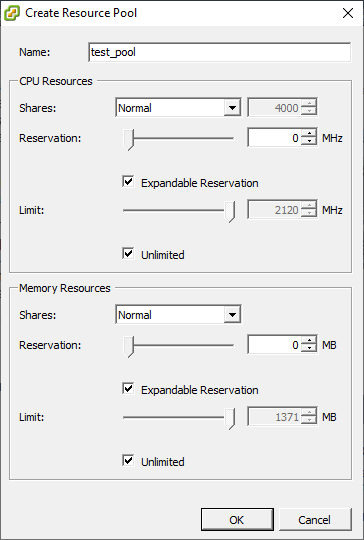 Create Resource Pool
Name: test_pool
CPU Resources
Shares: Normal 4000
Reservation: 0 MHz
Expandable Reservation
Limit: 2120 MHz
Unlimited
Memory Resources
Shares: Normal
Reservation: 0 MB
Expandable Reservation
Limit: 1371 MB
Unlimited
OK Cancel